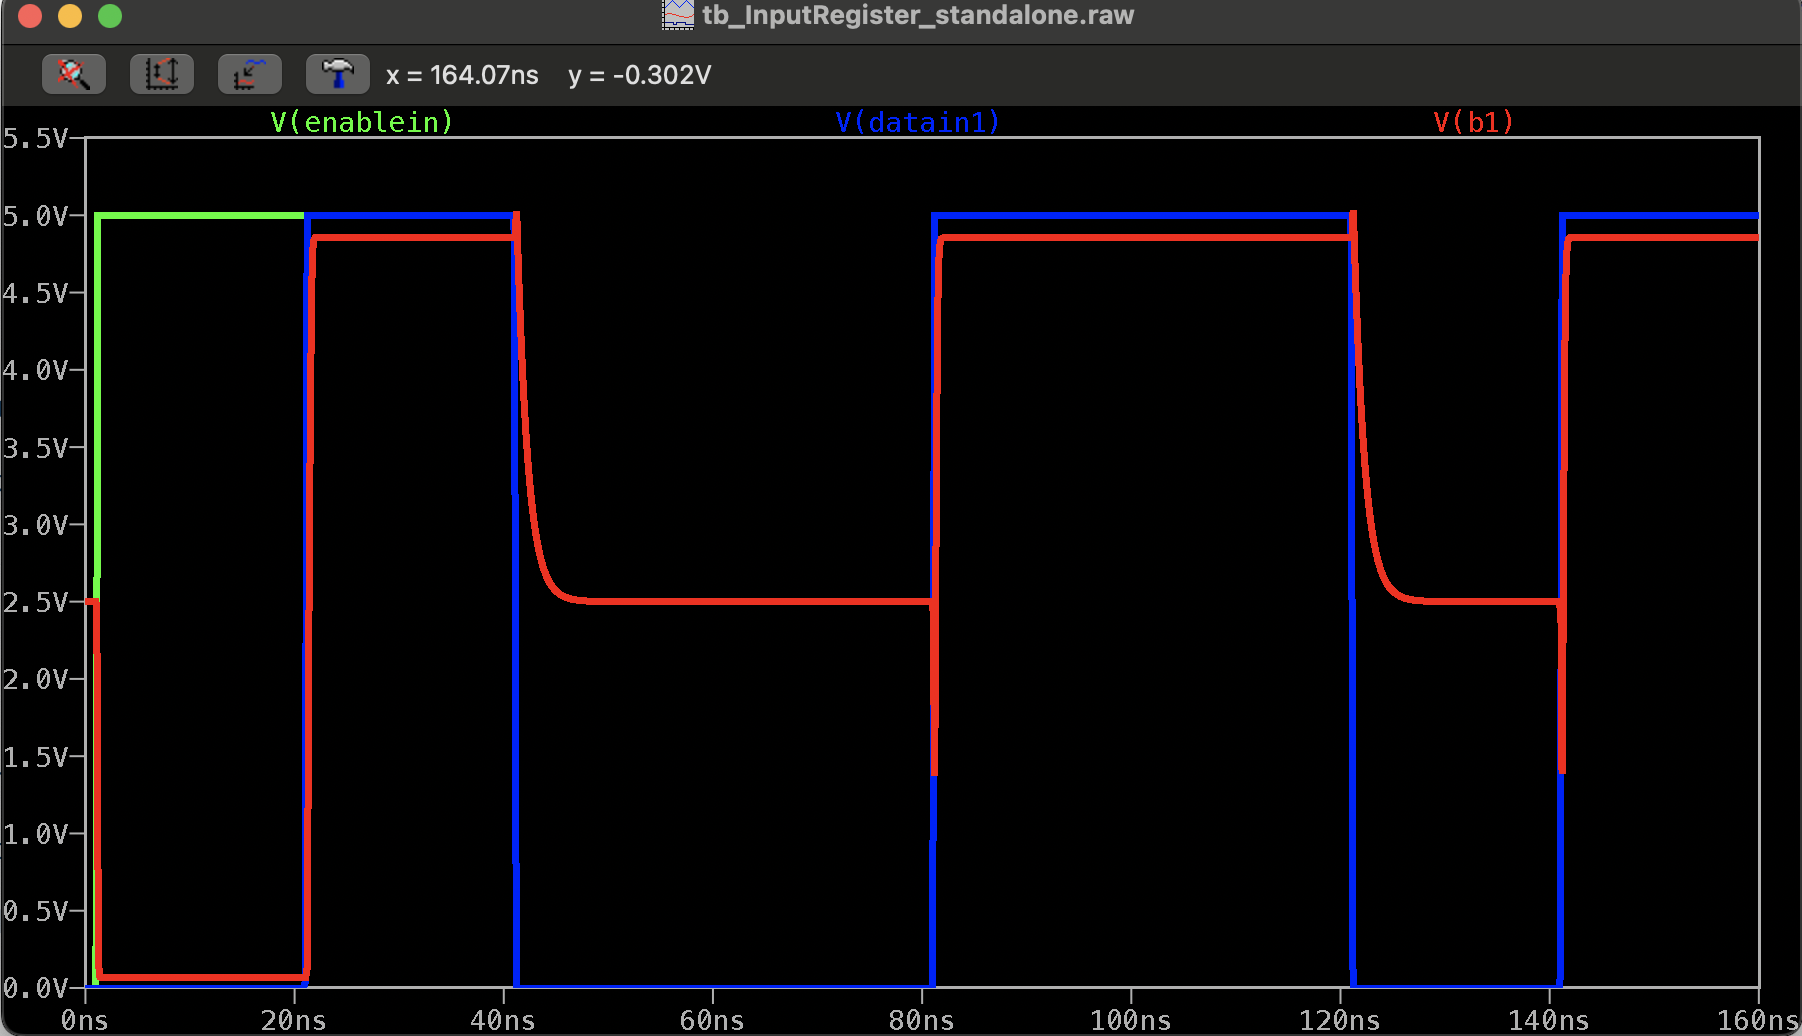 tb_InputRegister_standalone.raw
x = 164.07ns y = -0.302V
V(enablein) V(datain1) V(b1)
5.5V
5.0V
4.5V
4.0V
3.5V
3.0V
2.5V
2.0V
1.5V
1.0V
0.5V
0.0V
0ns 20ns 40ns 60ns 80ns 100ns 120ns 140ns 160ns